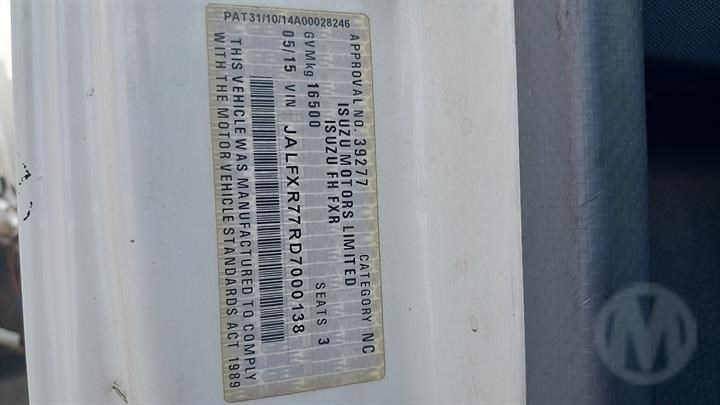 APPROVAL NO. 39277 CATEGORY NC
ISUZU MOTORS LIMITED
ISUZU FH FXR
GVMkg 16500 SEATS 3
05/15 VIN JALFXR77RD7000138
THIS VEHICLE WAS MANUFACTURED TO COMPLY
WITH THE MOTOR VEHICLE STANDARDS ACT 1989
PAT31/10/14A00028246
M